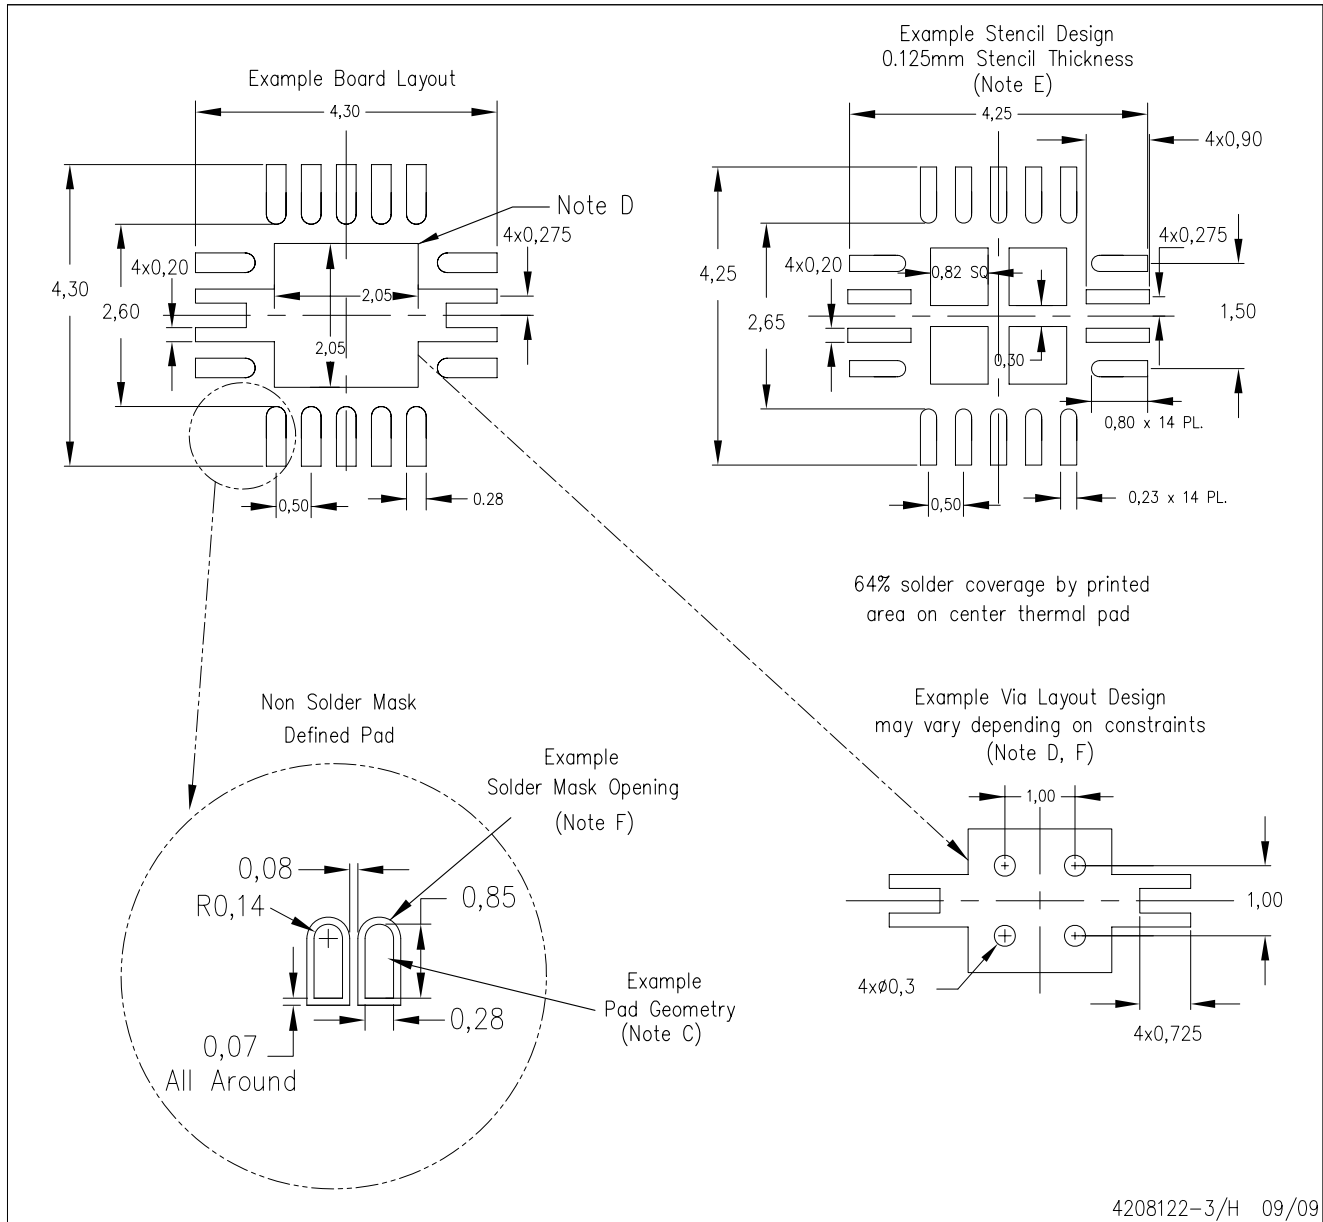 Example Board Layout
4,30
4,30
2,60
4x0,20
2,05
2,05
Note D
4x0,275
0,50
0.28
Example Stencil Design
0.125mm Stencil Thickness
(Note E)
4,25
4x0,90
4x0,275
4x0,20
0,82 SQ
4,25
2,65
1,50
0,30
0,80 x 14 PL.
0,50
0,23 x 14 PL.
64% solder coverage by printed
area on center thermal pad
Non Solder Mask
Defined Pad
Example
Solder Mask Opening
(Note F)
0,08
R0,14
0,85
Example
Pad Geometry
(Note C)
0,28
0,07
All Around
Example Via Layout Design
may vary depending on constraints
(Note D, F)
1,00
1,00
4xø0,3
4x0,725
4208122-3/H 09/09